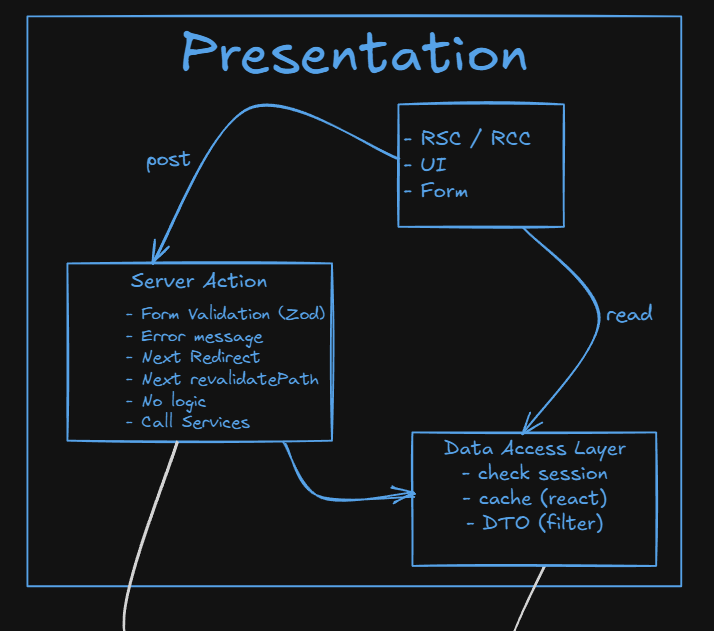 Presentation
- RSC / RCC
- UI
- Form
post
Server Action
- Form Validation (Zod)
- Error message
- Next Redirect
- Next revalidatePath
- No logic
- Call Services
read
Data Access Layer
- check session
- cache (react)
- DTO (filter)